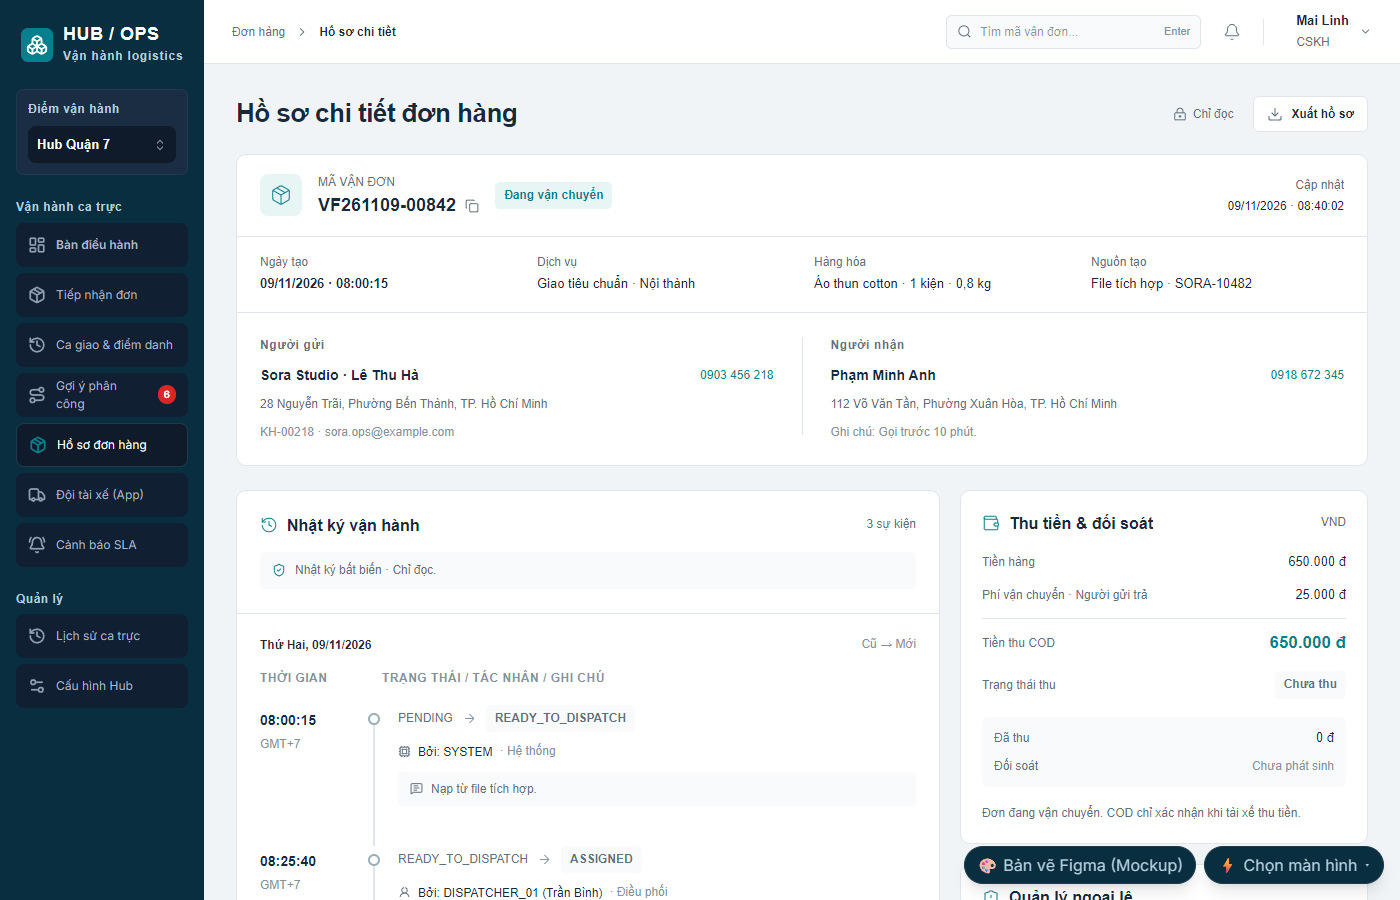 HUB / OPS
Vận hành logistics
Điểm vận hành
Hub Quận 7
Vận hành ca trực
Bàn điều hành
Tiếp nhận đơn
Ca giao & điểm danh
Gợi ý phân công
6
Hồ sơ đơn hàng
Đội tài xế (App)
Cảnh báo SLA
Quản lý
Lịch sử ca trực
Cấu hình Hub
Đơn hàng
Hồ sơ chi tiết
Tìm mã vận đơn...
Enter
Mai Linh
CSKH
Hồ sơ chi tiết đơn hàng
Chỉ đọc
Xuất hồ sơ
MÃ VẬN ĐƠN
VF261109-00842
Đang vận chuyển
Cập nhật
09/11/2026 · 08:40:02
Ngày tạo
09/11/2026 · 08:00:15
Dịch vụ
Giao tiêu chuẩn · Nội thành
Hàng hóa
Áo thun cotton · 1 kiện · 0,8 kg
Nguồn tạo
File tích hợp · SORA-10482
Người gửi
Sora Studio · Lê Thu Hà
0903 456 218
28 Nguyễn Trãi, Phường Bến Thành, TP. Hồ Chí Minh
KH-00218 · sora.ops@example.com
Người nhận
Phạm Minh Anh
0918 672 345
112 Võ Văn Tần, Phường Xuân Hòa, TP. Hồ Chí Minh
Ghi chú: Gọi trước 10 phút.
Nhật ký vận hành
3 sự kiện
Nhật ký bất biến · Chỉ đọc.
Thứ Hai, 09/11/2026
Cũ → Mới
THỜI GIAN
TRẠNG THÁI / TÁC NHÂN / GHI CHÚ
08:00:15
GMT+7
PENDING → READY_TO_DISPATCH
Bởi: SYSTEM · Hệ thống
Nạp từ file tích hợp.
08:25:40
GMT+7
READY_TO_DISPATCH → ASSIGNED
Bởi: DISPATCHER_01 (Trần Bình) · Điều phối
Thu tiền & đối soát
VND
Tiền hàng
650.000 đ
Phí vận chuyển · Người gửi trả
25.000 đ
Tiền thu COD
650.000 đ
Trạng thái thu
Chưa thu
Đã thu
0 đ
Đối soát
Chưa phát sinh
Đơn đang vận chuyển. COD chỉ xác nhận khi tài xế thu tiền.
Bản vẽ Figma (Mockup)
Chọn màn hình ·
Quản lý ngoại lệ